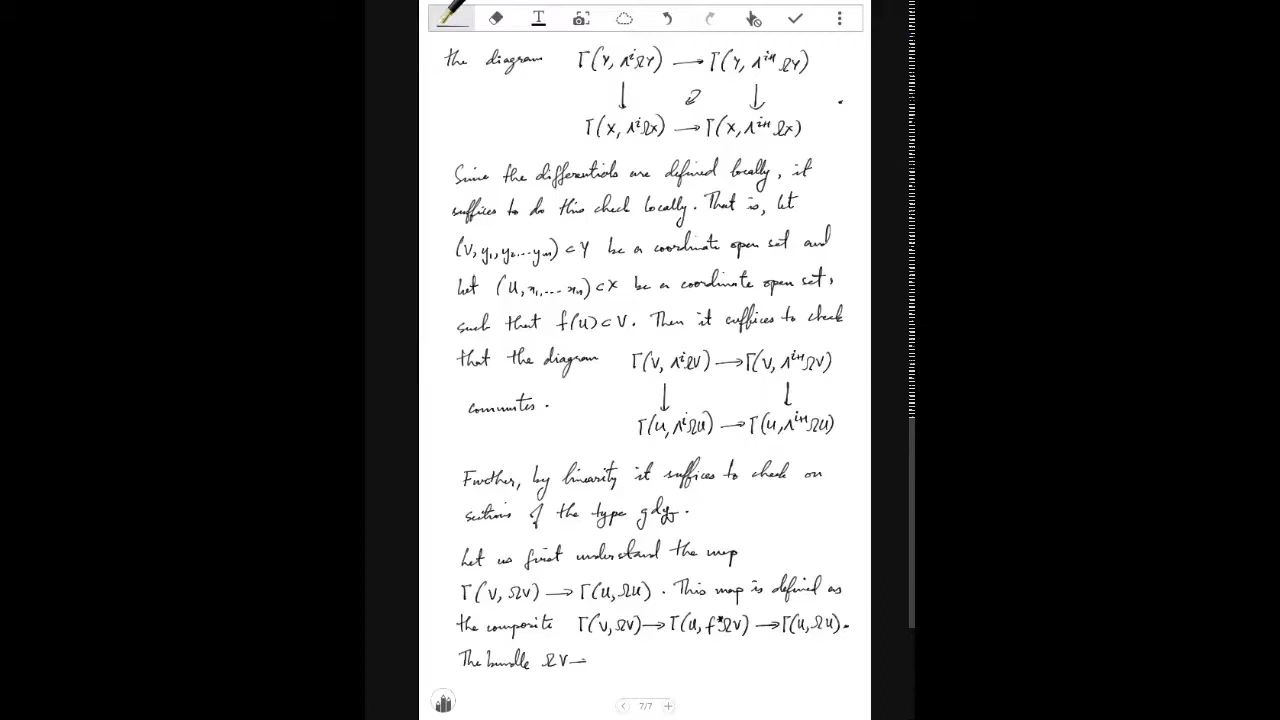 the diagram Γ(Y, Λ^i ΩY) → Γ(Y, Λ^{i+1} ΩY)
↓ ↓
Γ(X, Λ^i ΩX) → Γ(X, Λ^{i+1} ΩX)
Since the differentials are defined locally, it
suffices to do this check locally. That is, let
(V, y₁, y₂, ... yₘ) ⊂ Y be a coordinate open set and
let (U, x₁, ... xₙ) ⊂ X be a coordinate open set,
such that f(U) ⊂ V. Then it suffices to check
that the diagram Γ(V, Λ^i ΩV) → Γ(V, Λ^{i+1} ΩV)
↓ ↓
commutes.
Γ(U, Λ^i ΩU) → Γ(U, Λ^{i+1} ΩU)
Further, by linearity it suffices to check on
sections of the type g dy_J.
Let us first understand the map
Γ(V, ΩV) → Γ(U, ΩU). This map is defined as
the composite Γ(V, ΩV) → Γ(U, f*ΩV) → Γ(U, ΩU).
The bundle ΩV →
7/7